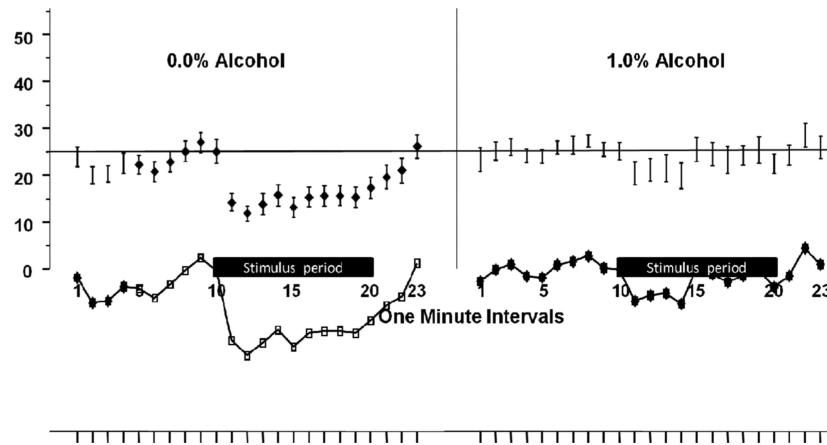 50
40
30
20
10
0
0.0% Alcohol
1.0% Alcohol
Stimulus period
Stimulus period
1 5 10 15 20 23
1 5 10 15 20 23
One Minute Intervals